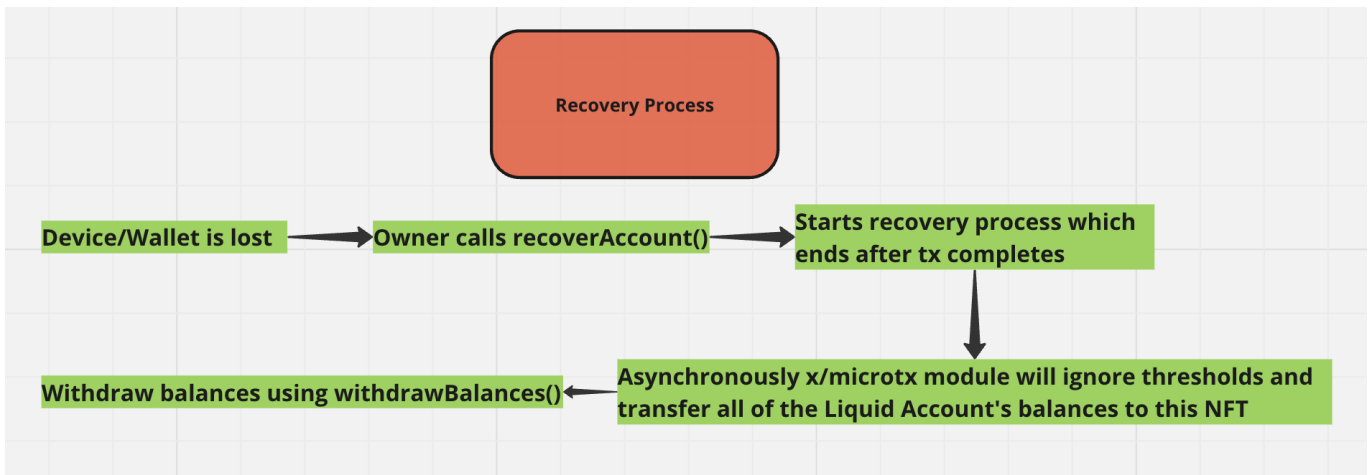 Recovery Process
Device/Wallet is lost
Owner calls recoverAccount()
Starts recovery process which
ends after tx completes
Asynchronously x/microtx module will ignore thresholds and
transfer all of the Liquid Account's balances to this NFT
Withdraw balances using withdrawBalances()